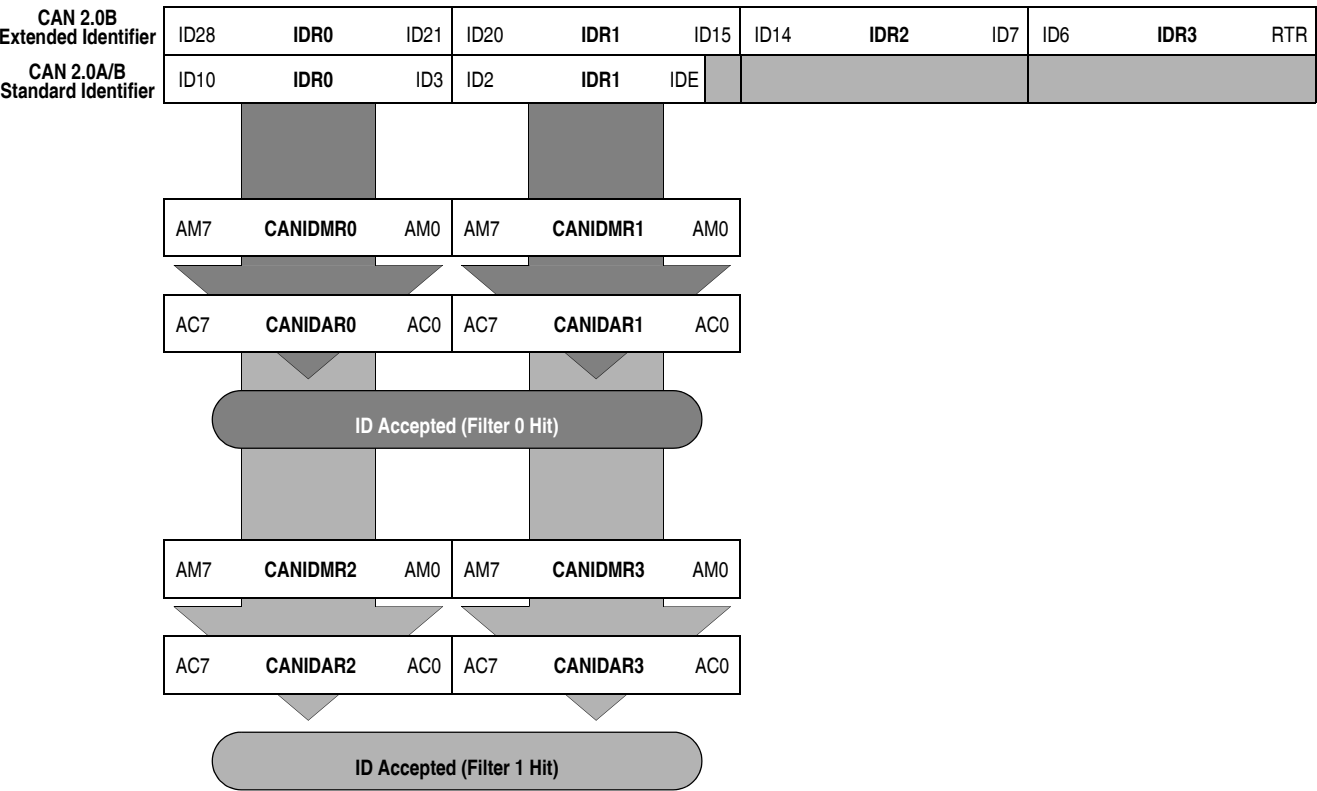 CAN 2.0B
Extended Identifier
ID28 IDR0 ID21 ID20 IDR1 ID15 ID14 IDR2 ID7 ID6 IDR3 RTR
CAN 2.0A/B
Standard Identifier
ID10 IDR0 ID3 ID2 IDR1 IDE
AM7 CANIDMR0 AM0 AM7 CANIDMR1 AM0
AC7 CANIDAR0 AC0 AC7 CANIDAR1 AC0
ID Accepted (Filter 0 Hit)
AM7 CANIDMR2 AM0 AM7 CANIDMR3 AM0
AC7 CANIDAR2 AC0 AC7 CANIDAR3 AC0
ID Accepted (Filter 1 Hit)